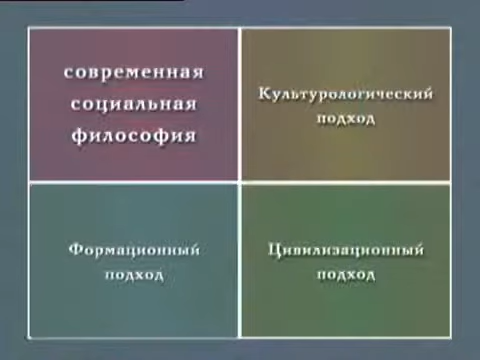 современная
социальная
философия
Культурологический
подход
Формационный
подход
Цивилизационный
подход